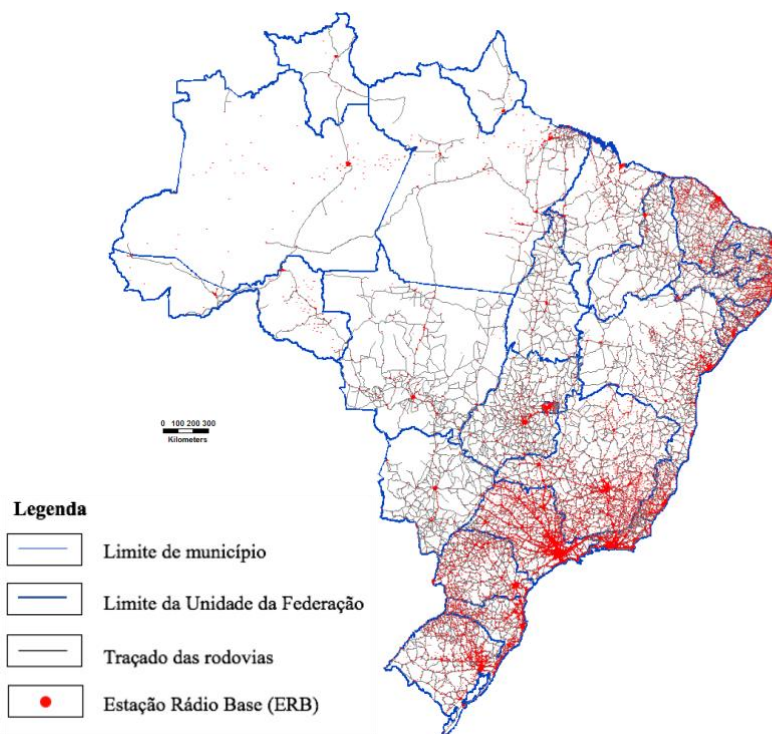 0 100 200 300
Kilometers
Legenda
Limite de município
Limite da Unidade da Federação
Traçado das rodovias
Estação Rádio Base (ERB)